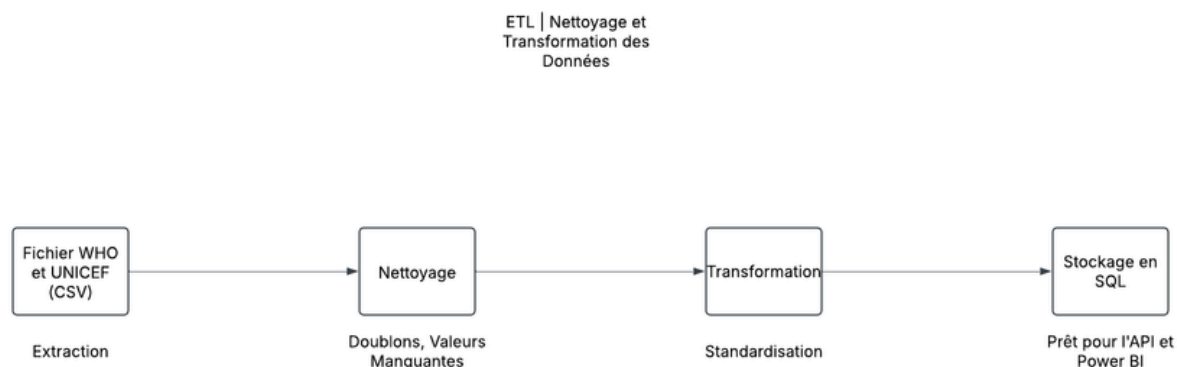 ETL | Nettoyage et
Transformation des
Données
Fichier WHO
et UNICEF
(CSV)
Nettoyage
Transformation
Stockage en
SQL
Extraction
Doublons, Valeurs
Manquantes
Standardisation
Prêt pour l'API et
Power BI